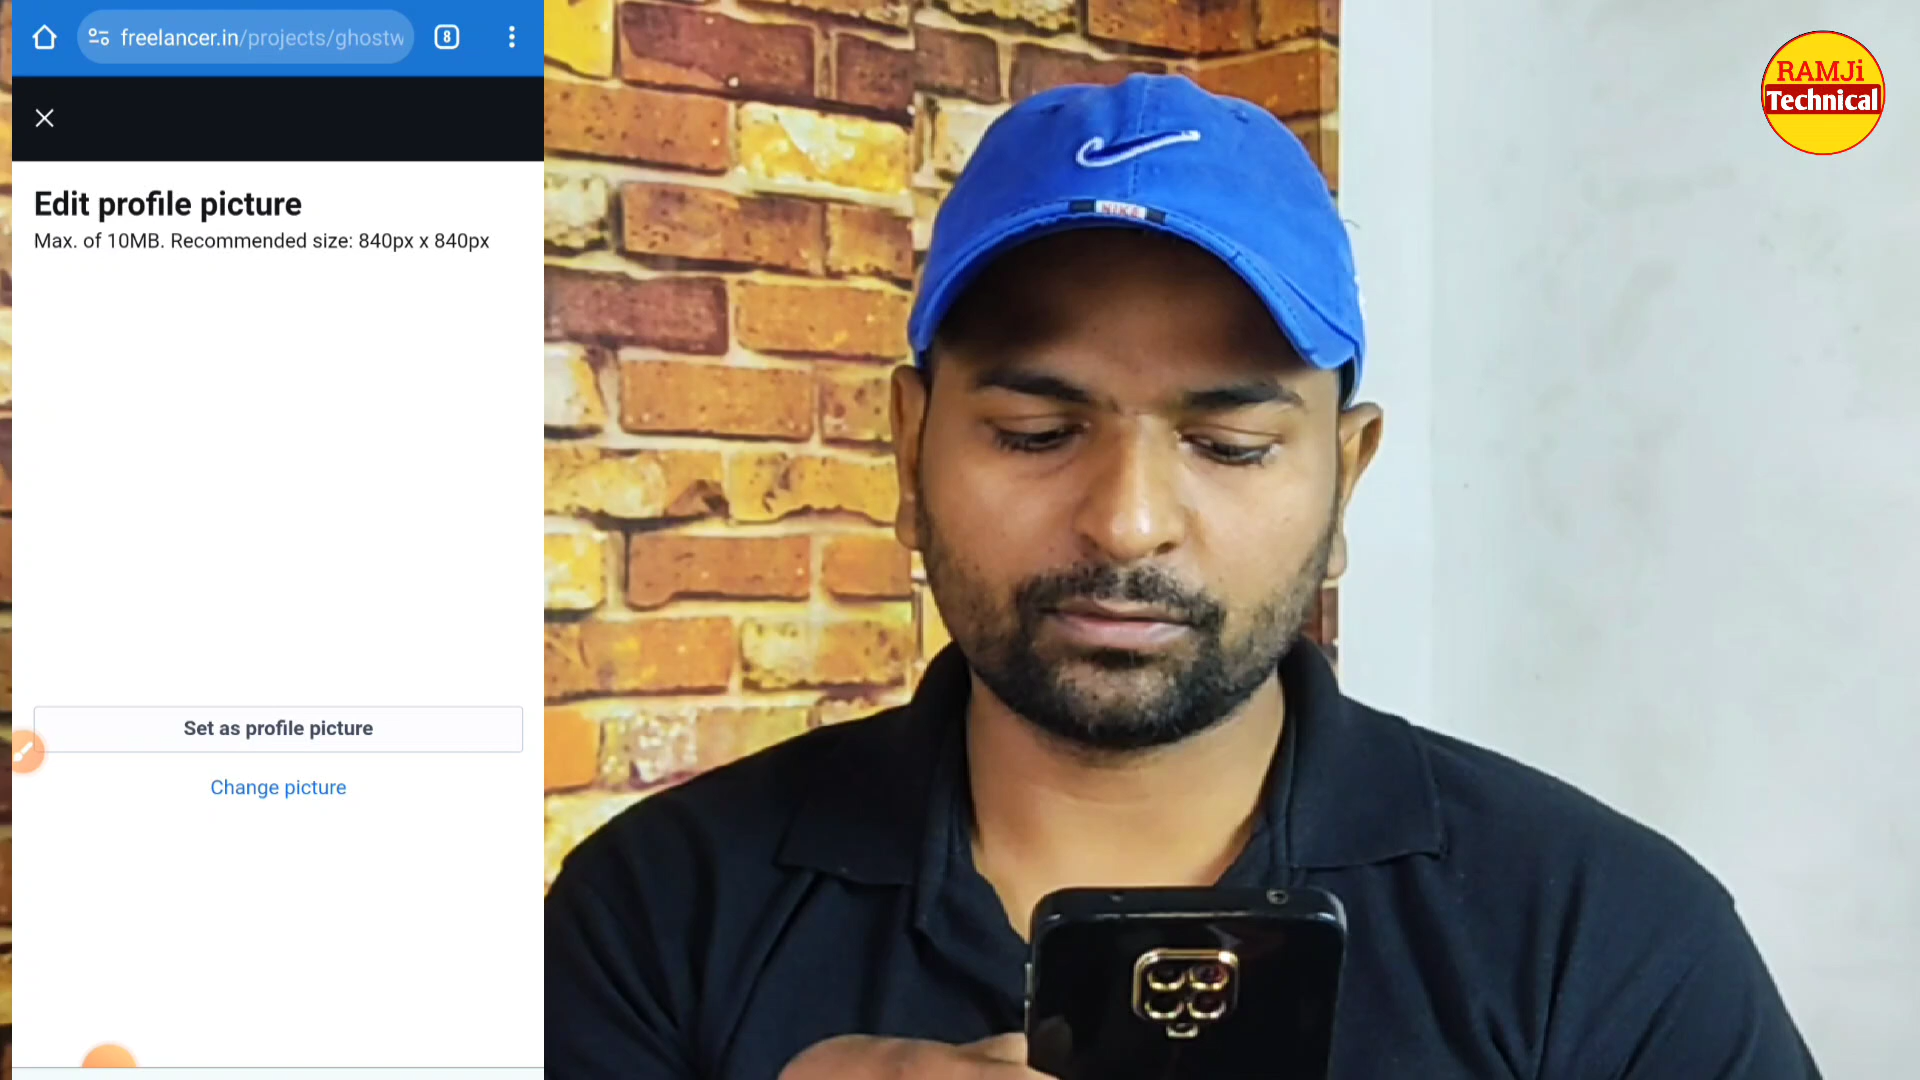 freelancer.in/projects/ghostw
8
Edit profile picture
Max. of 10MB. Recommended size: 840px x 840px
Set as profile picture
Change picture
NIKE
RAMJi
Technical